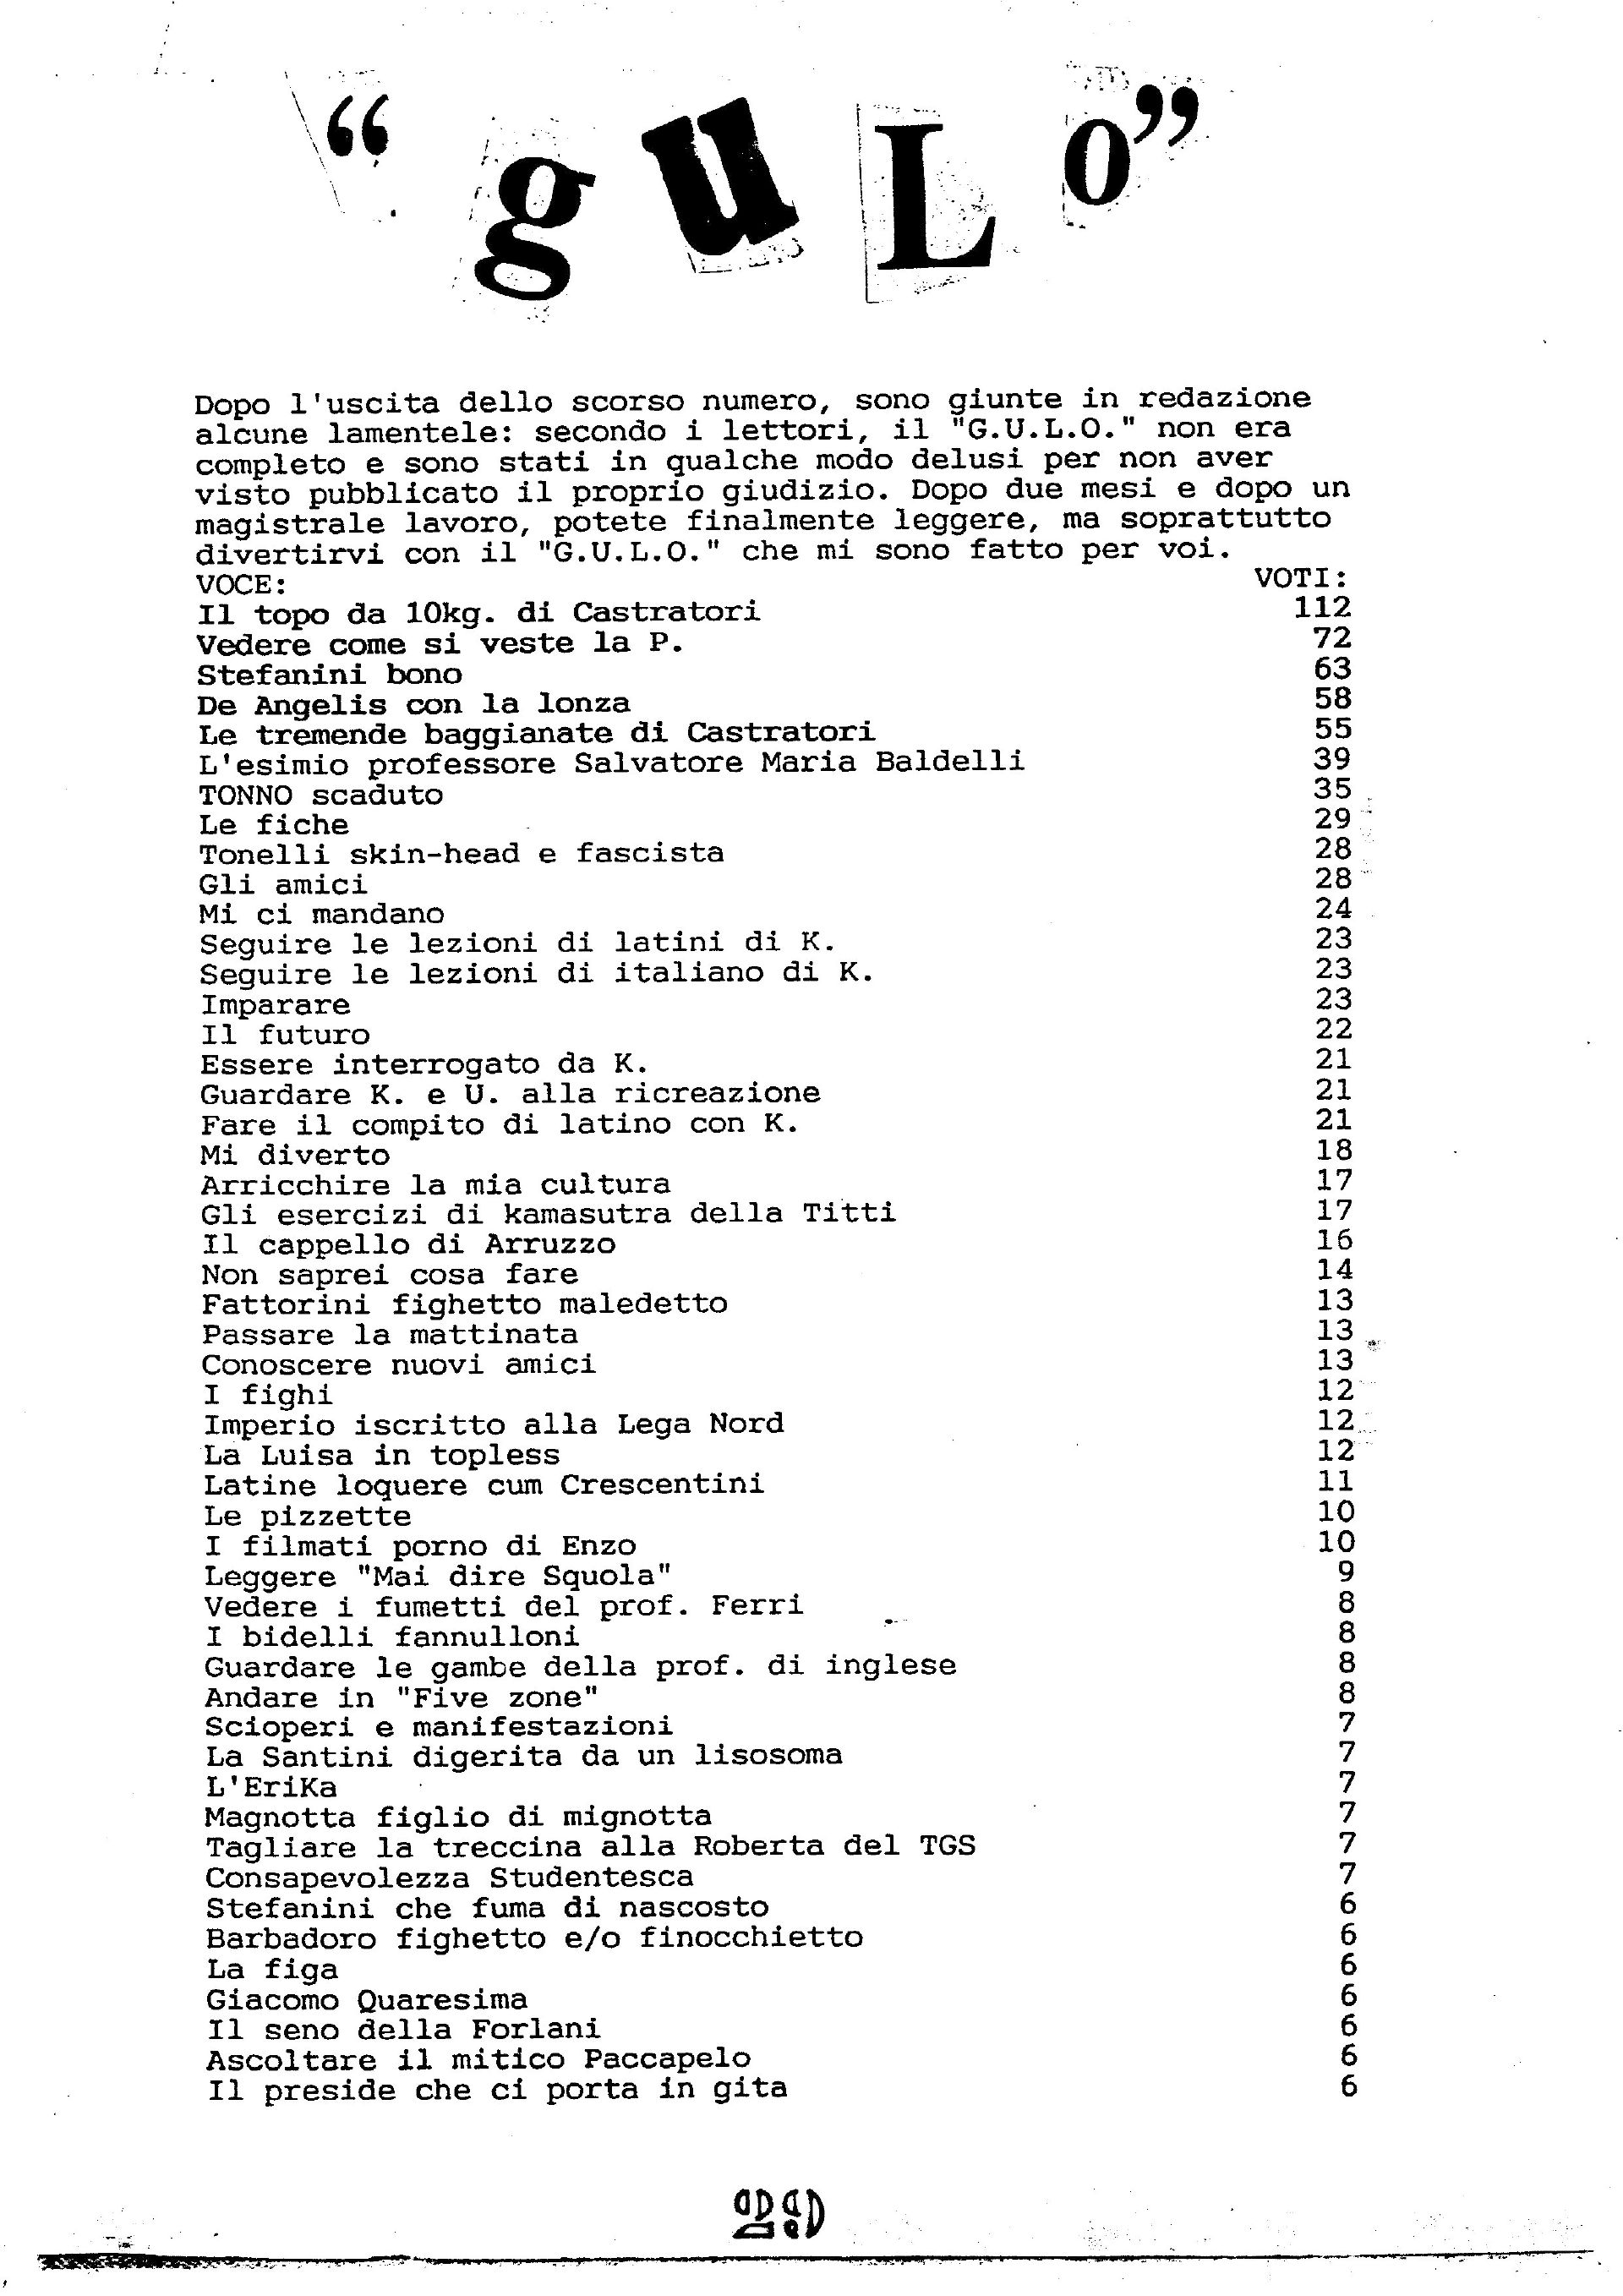 “guLo”
Dopo l'uscita dello scorso numero, sono giunte in redazione
alcune lamentele: secondo i lettori, il "G.U.L.O." non era
completo e sono stati in qualche modo delusi per non aver
visto pubblicato il proprio giudizio. Dopo due mesi e dopo un
magistrale lavoro, potete finalmente leggere, ma soprattutto
divertirvi con il "G.U.L.O." che mi sono fatto per voi.
VOCE: VOTI:
Il topo da 10kg. di Castratori 112
Vedere come si veste la P. 72
Stefanini bono 63
De Angelis con la lonza 58
Le tremende baggianate di Castratori 55
L'esimio professore Salvatore Maria Baldelli 39
TONNO scaduto 35
Le fiche 29
Tonelli skin-head e fascista 28
Gli amici 28
Mi ci mandano 24
Seguire le lezioni di latini di K. 23
Seguire le lezioni di italiano di K. 23
Imparare 23
Il futuro 22
Essere interrogato da K. 21
Guardare K. e U. alla ricreazione 21
Fare il compito di latino con K. 21
Mi diverto 18
Arricchire la mia cultura 17
Gli esercizi di kamasutra della Titti 17
Il cappello di Arruzzo 16
Non saprei cosa fare 14
Fattorini fighetto maledetto 13
Passare la mattinata 13
Conoscere nuovi amici 13
I fighi 12
Imperio iscritto alla Lega Nord 12
La Luisa in topless 12
Latine loquere cum Crescentini 11
Le pizzette 10
I filmati porno di Enzo 10
Leggere "Mai dire Squola" 9
Vedere i fumetti del prof. Ferri 8
I bidelli fannulloni 8
Guardare le gambe della prof. di inglese 8
Andare in "Five zone" 8
Scioperi e manifestazioni 7
La Santini digerita da un lisosoma 7
L'EriKa 7
Magnotta figlio di mignotta 7
Tagliare la treccina alla Roberta del TGS 7
Consapevolezza Studentesca 7
Stefanini che fuma di nascosto 6
Barbadoro fighetto e/o finocchietto 6
La figa 6
Giacomo Quaresima 6
Il seno della Forlani 6
Ascoltare il mitico Paccapelo 6
Il preside che ci porta in gita 6